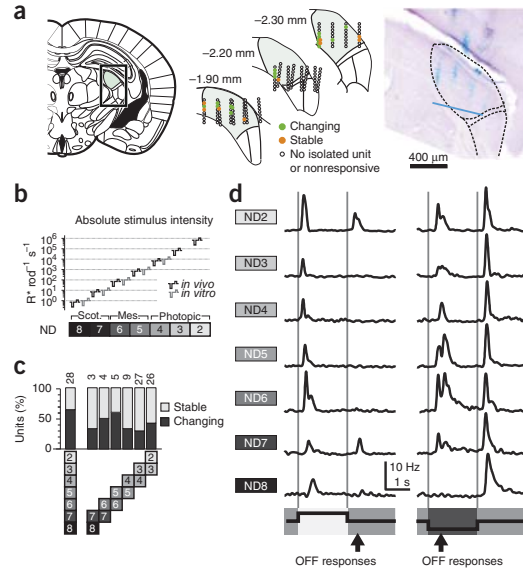 a
−1.90 mm
−2.20 mm
−2.30 mm
Changing
Stable
No isolated unit
or nonresponsive
400 μm
b
Absolute stimulus intensity
R* rod⁻¹ s⁻¹
10⁶
10⁵
10⁴
10³
10²
10¹
10⁰
in vivo
in vitro
Scot. Mes. Photopic
ND 8 7 6 5 4 3 2
c
Units (%)
100
50
0
28 3 4 5 9 27 26
Stable
Changing
2 2
3 3 3
4 4 4
5 5 5
6 6 6
7 7 7
8 8
d
ND2
ND3
ND4
ND5
ND6
ND7
ND8
10 Hz
1 s
OFF responses OFF responses